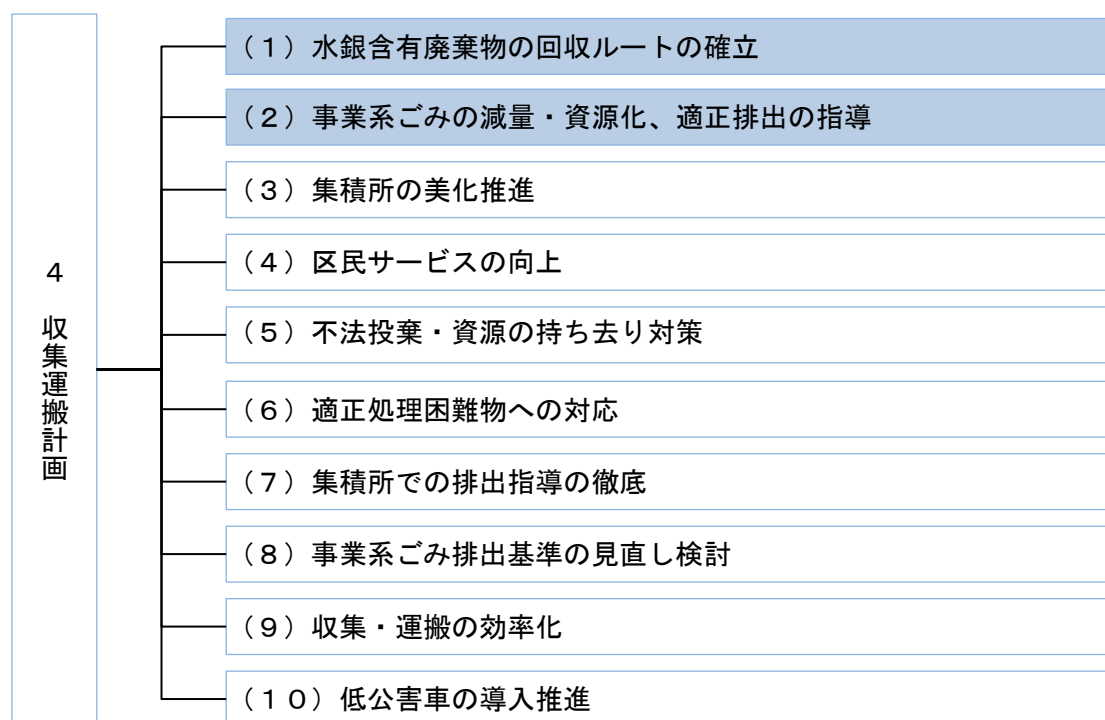 ４　収集運搬計画
（１）水銀含有廃棄物の回収ルートの確立
（２）事業系ごみの減量・資源化、適正排出の指導
（３）集積所の美化推進
（４）区民サービスの向上
（５）不法投棄・資源の持ち去り対策
（６）適正処理困難物への対応
（７）集積所での排出指導の徹底
（８）事業系ごみ排出基準の見直し検討
（９）収集・運搬の効率化
（１０）低公害車の導入推進